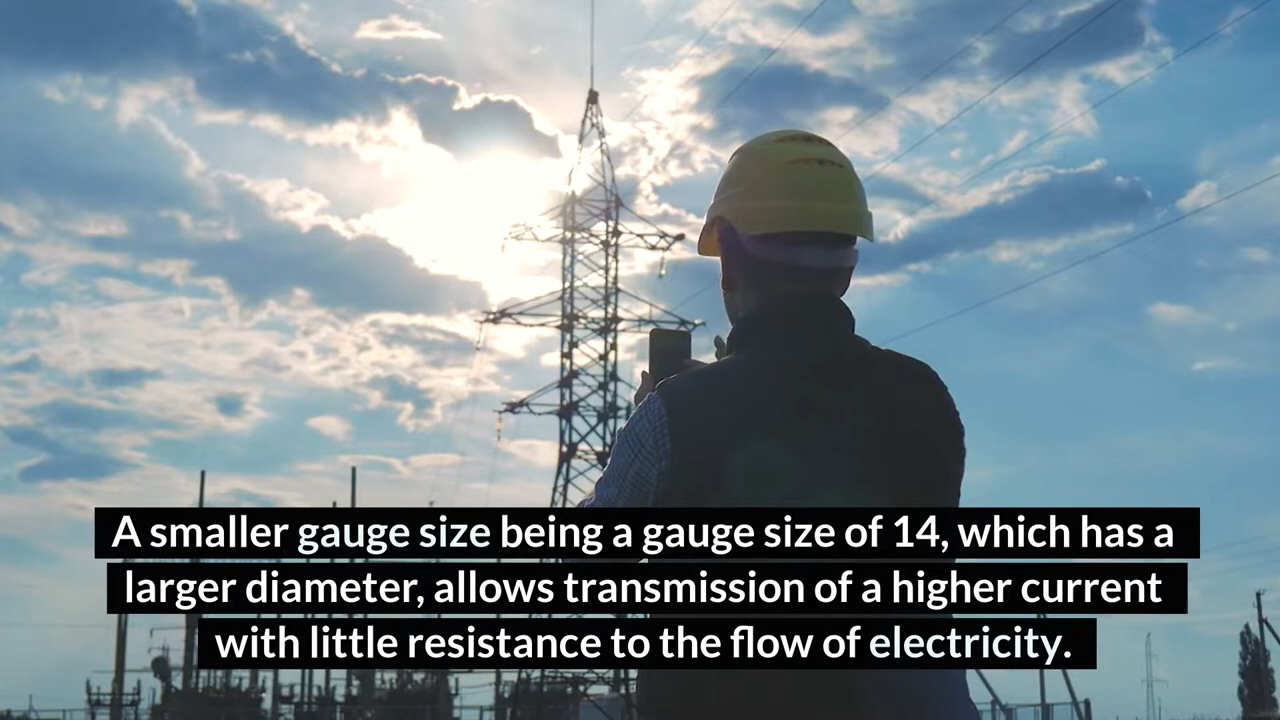 A smaller gauge size being a gauge size of 14, which has a
larger diameter, allows transmission of a higher current
with little resistance to the flow of electricity.